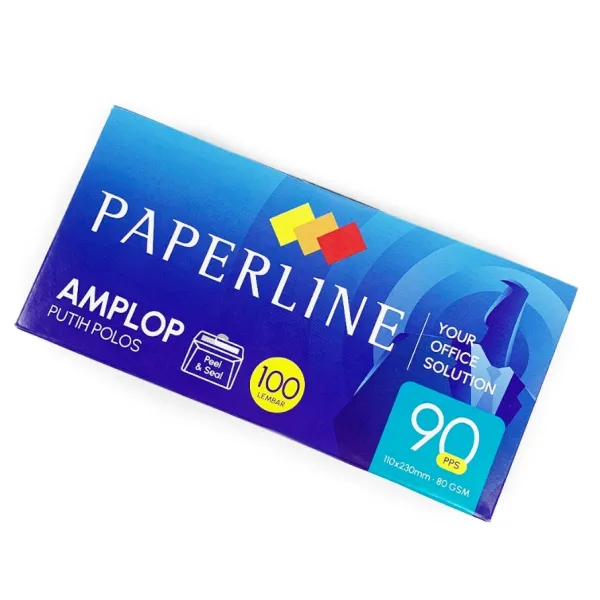 PAPERLINE
AMPLOP
PUTIH POLOS
Peel
& Seal
100
LEMBAR
YOUR
OFFICE
SOLUTION
90
PPS
110x230mm · 80 GSM